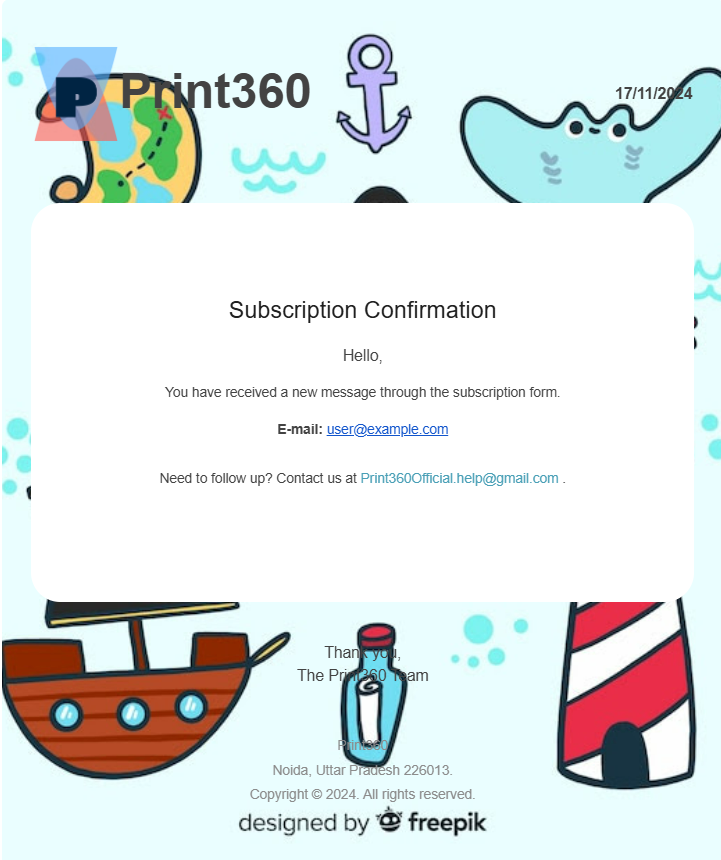 P Print360
17/11/2024
Subscription Confirmation
Hello,
You have received a new message through the subscription form.
E-mail: user@example.com
Need to follow up? Contact us at Print360Official.help@gmail.com .
Thank you,
The Print360 Team
Print360
Noida, Uttar Pradesh 226013.
Copyright © 2024. All rights reserved.
designed by freepik